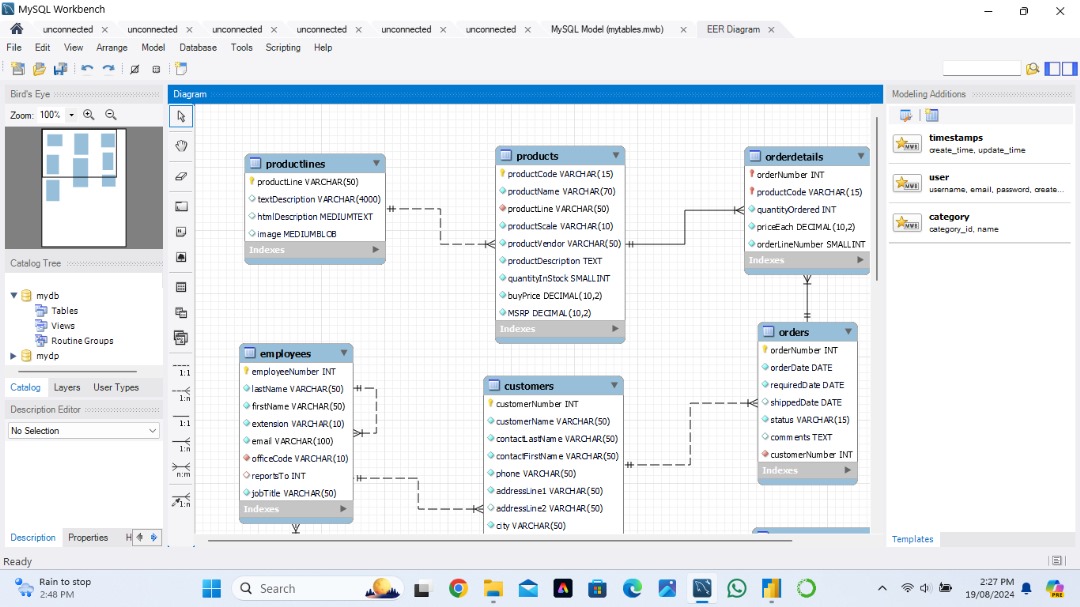 MySQL Workbench
unconnected
unconnected
unconnected
unconnected
unconnected
unconnected
MySQL Model (mytables.mwb)
EER Diagram
File Edit View Arrange Model Database Tools Scripting Help
Bird's Eye
Zoom: 100%
Catalog Tree
mydb
Tables
Views
Routine Groups
mydp
Catalog Layers User Types
Description Editor
No Selection
Description Properties H
Ready
Diagram
1:1
1:n
1:1
1:n
n:m
1:n
productlines
productLine VARCHAR(50)
textDescription VARCHAR(4000)
htmlDescription MEDIUMTEXT
image MEDIUMBLOB
Indexes
products
productCode VARCHAR(15)
productName VARCHAR(70)
productLine VARCHAR(50)
productScale VARCHAR(10)
productVendor VARCHAR(50)
productDescription TEXT
quantityInStock SMALLINT
buyPrice DECIMAL(10,2)
MSRP DECIMAL(10,2)
Indexes
orderdetails
orderNumber INT
productCode VARCHAR(15)
quantityOrdered INT
priceEach DECIMAL(10,2)
orderLineNumber SMALLINT
Indexes
employees
employeeNumber INT
lastName VARCHAR(50)
firstName VARCHAR(50)
extension VARCHAR(10)
email VARCHAR(100)
officeCode VARCHAR(10)
reportsTo INT
jobTitle VARCHAR(50)
Indexes
customers
customerNumber INT
customerName VARCHAR(50)
contactLastName VARCHAR(50)
contactFirstName VARCHAR(50)
phone VARCHAR(50)
addressLine1 VARCHAR(50)
addressLine2 VARCHAR(50)
city VARCHAR(50)
orders
orderNumber INT
orderDate DATE
requiredDate DATE
shippedDate DATE
status VARCHAR(15)
comments TEXT
customerNumber INT
Indexes
Modeling Additions
timestamps
create_time, update_time
user
username, email, password, create...
category
category_id, name
Templates
Rain to stop
2:48 PM
Search
2:27 PM
19/08/2024
PRE